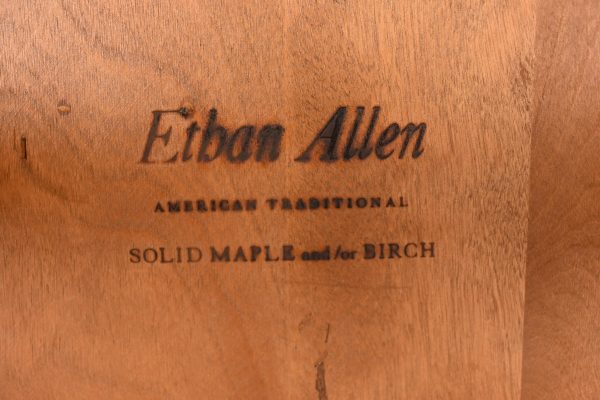 Ethan Allen
AMERICAN TRADITIONAL
SOLID MAPLE and/or BIRCH